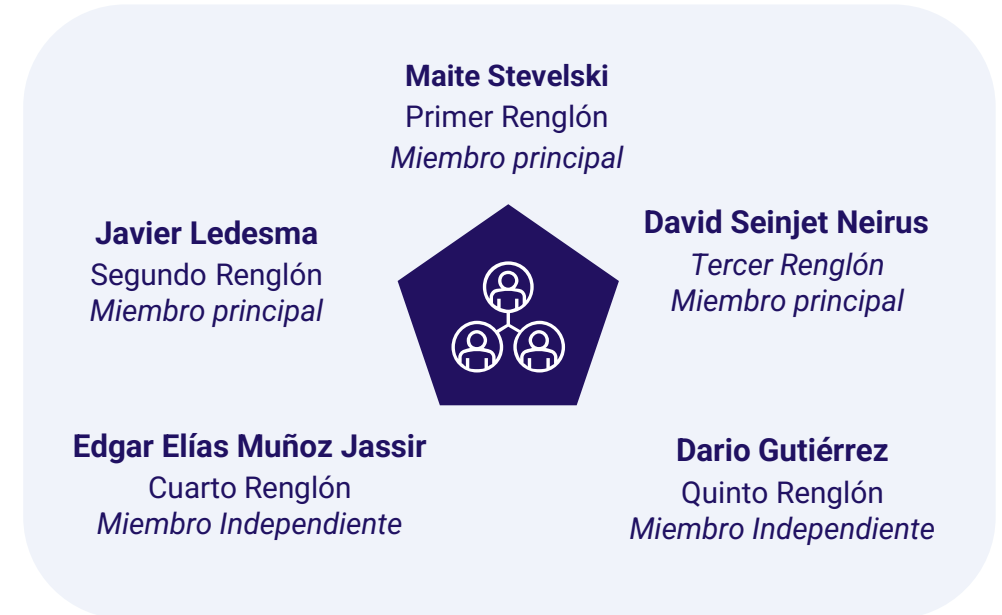 Maite Stevelski
Primer Renglón
Miembro principal
Javier Ledesma
Segundo Renglón
Miembro principal
David Seinjet Neirus
Tercer Renglón
Miembro principal
Edgar Elías Muñoz Jassir
Cuarto Renglón
Miembro Independiente
Dario Gutiérrez
Quinto Renglón
Miembro Independiente